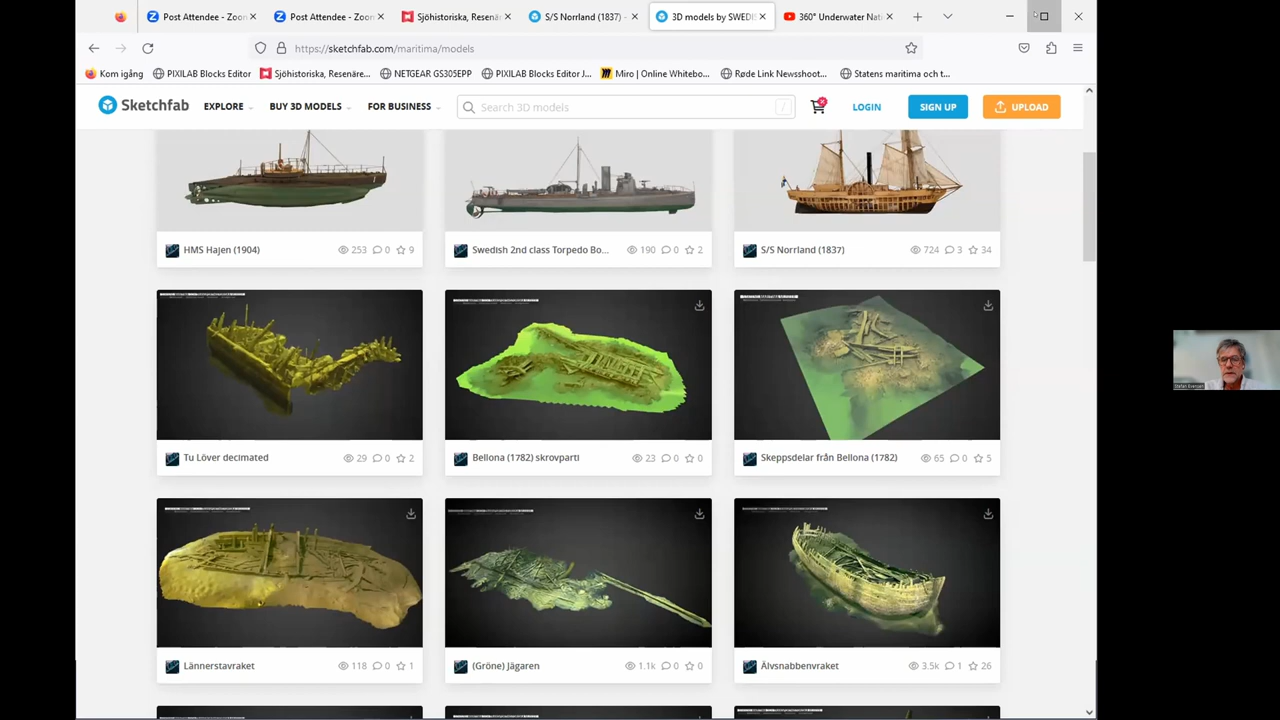 Post Attendee - Zoor
Post Attendee - Zoon
Sjöhistoriska, Resenär
S/S Norrland (1837) -
3D models by SWEDI
360° Underwater Nati
https://sketchfab.com/maritima/models
Kom igång
PIXILAB Blocks Editor
Sjöhistoriska, Resenäre...
NETGEAR GS305EPP
PIXILAB Blocks Editor J...
Miro | Online Whitebo...
Røde Link Newsshoot...
Statens maritima och t...
Sketchfab
EXPLORE
BUY 3D MODELS
FOR BUSINESS
Search 3D models
/
LOGIN
SIGN UP
UPLOAD
HMS Hajen (1904)
253 0 9
Swedish 2nd class Torpedo Bo...
190 0 2
S/S Norrland (1837)
724 3 34
Tu Löver decimated
29 0 2
Bellona (1782) skrovparti
23 0 0
Skeppsdelar från Bellona (1782)
65 0 5
Lännerstavraket
118 0 1
(Gröne) Jägaren
1.1k 0 0
Älvsnabbenvraket
3.5k 1 26